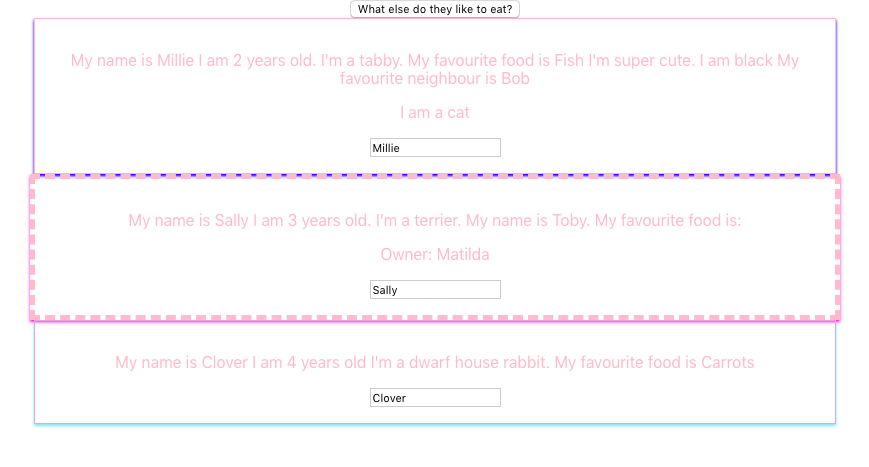 What else do they like to eat?
My name is Millie I am 2 years old. I'm a tabby. My favourite food is Fish I'm super cute. I am black My
favourite neighbour is Bob
I am a cat
Millie
My name is Sally I am 3 years old. I'm a terrier. My name is Toby. My favourite food is:
Owner: Matilda
Sally
My name is Clover I am 4 years old I'm a dwarf house rabbit. My favourite food is Carrots
Clover